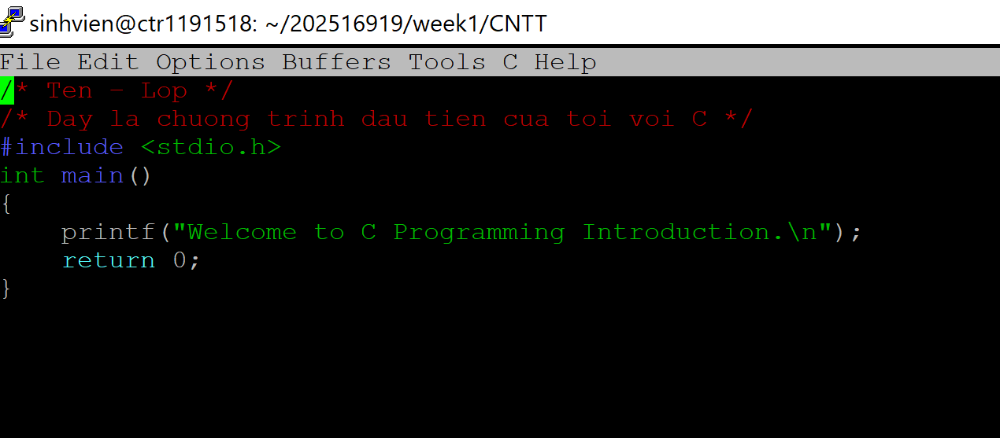 sinhvien@ctr1191518: ~/202516919/week1/CNTT
File Edit Options Buffers Tools C Help
/* Ten - Lop */
/* Day la chuong trinh dau tien cua toi voi C */
#include <stdio.h>
int main()
{
    printf("Welcome to C Programming Introduction.\n");
    return 0;
}